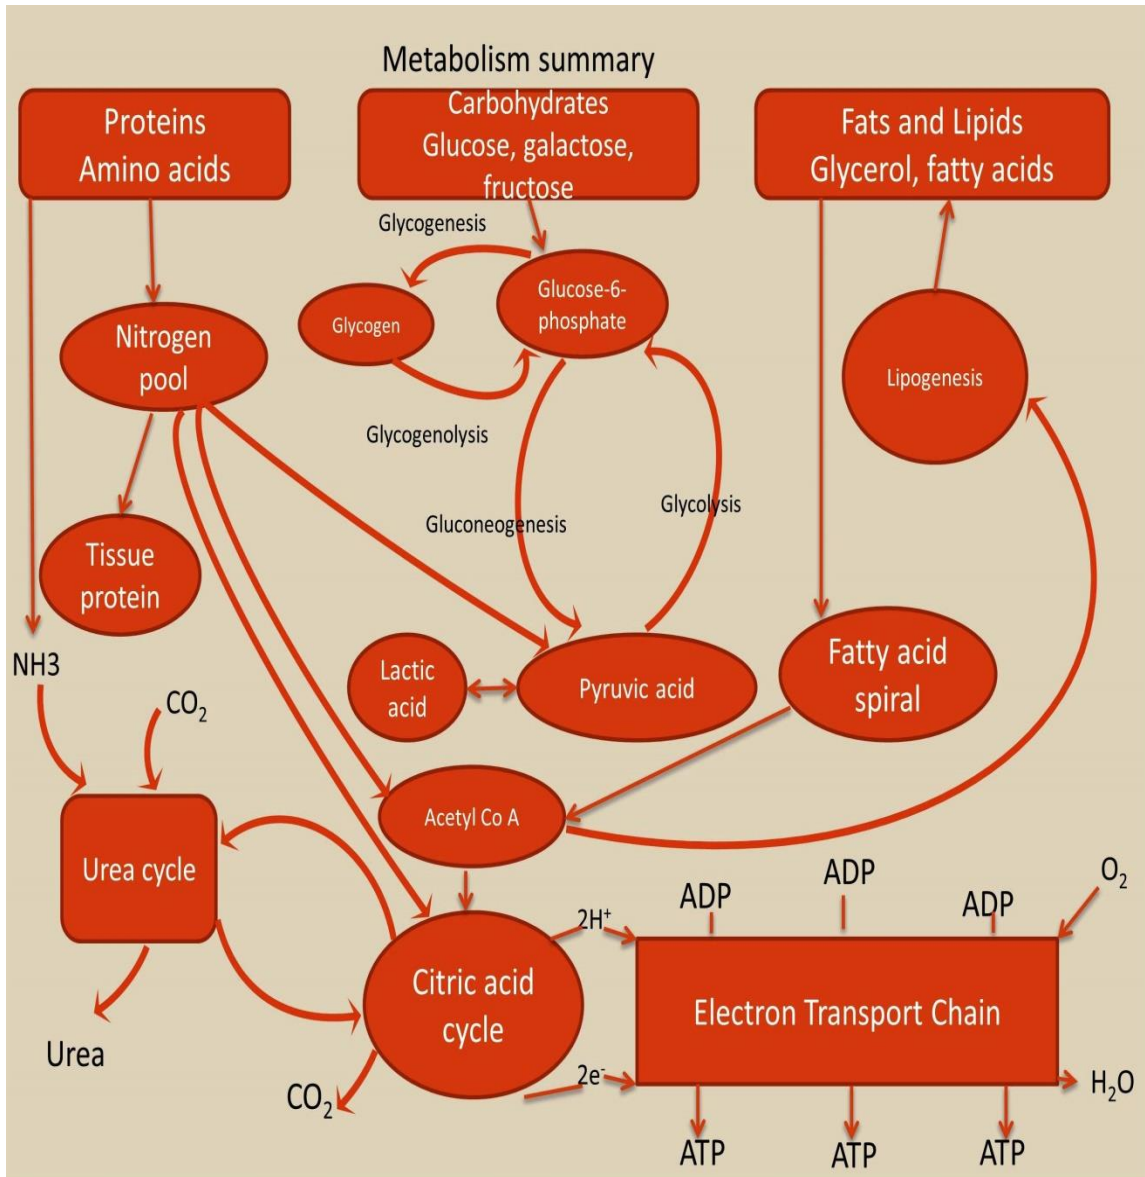 Metabolism summary
Proteins
Amino acids
Carbohydrates
Glucose, galactose,
fructose
Fats and Lipids
Glycerol, fatty acids
Glycogenesis
Glycogen
Glucose-6-
phosphate
Nitrogen
pool
Lipogenesis
Glycogenolysis
Gluconeogenesis
Glycolysis
Tissue
protein
NH3
CO₂
Lactic
acid
Pyruvic acid
Fatty acid
spiral
Acetyl Co A
Urea cycle
Urea
Citric acid
cycle
CO₂
2H⁺
2e⁻
ADP
ADP
ADP
O₂
Electron Transport Chain
H₂O
ATP
ATP
ATP